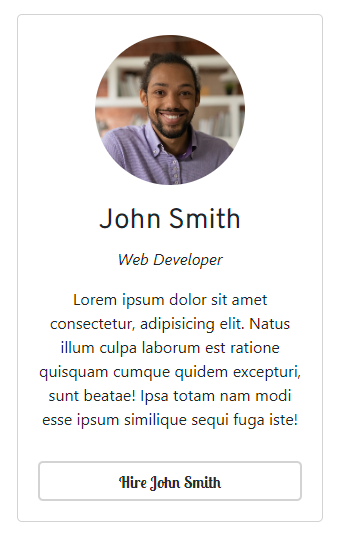 John Smith
Web Developer
Lorem ipsum dolor sit amet
consectetur, adipisicing elit. Natus
illum culpa laborum est ratione
quisquam cumque quidem excepturi,
sunt beatae! Ipsa totam nam modi
esse ipsum similique sequi fuga iste!
Hire John Smith